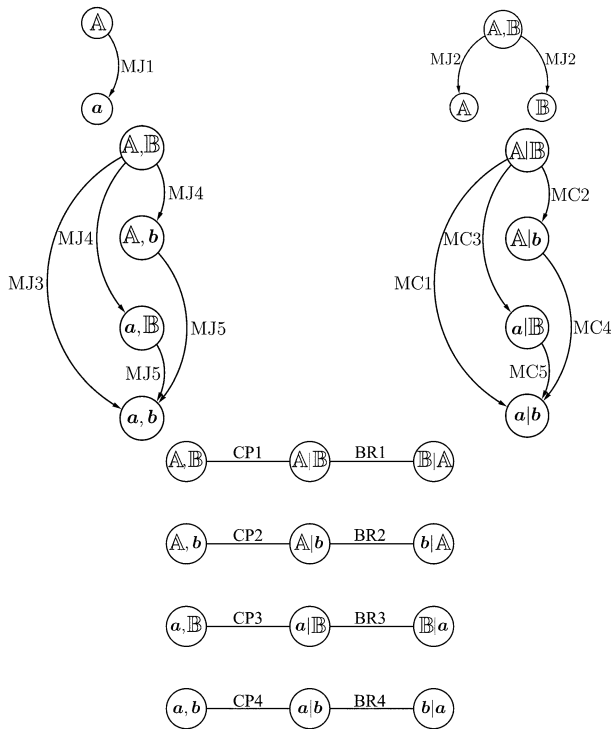 𝔸
MJ1
𝒂
𝔸,𝔹
MJ2 MJ2
𝔸 𝔹
𝔸,𝔹
MJ4
𝔸, 𝒃
MJ4
MJ3
𝒂, 𝔹
MJ5
MJ5
𝒂, 𝒃
𝔸|𝔹
MC2
𝔸|𝒃
MC3
MC1
𝒂|𝔹
MC4
MC5
𝒂|𝒃
𝔸,𝔹 CP1 𝔸|𝔹 BR1 𝔹|𝔸
𝔸, 𝒃 CP2 𝔸|𝒃 BR2 𝒃|𝔸
𝒂, 𝔹 CP3 𝒂|𝔹 BR3 𝔹|𝒂
𝒂, 𝒃 CP4 𝒂|𝒃 BR4 𝒃|𝒂